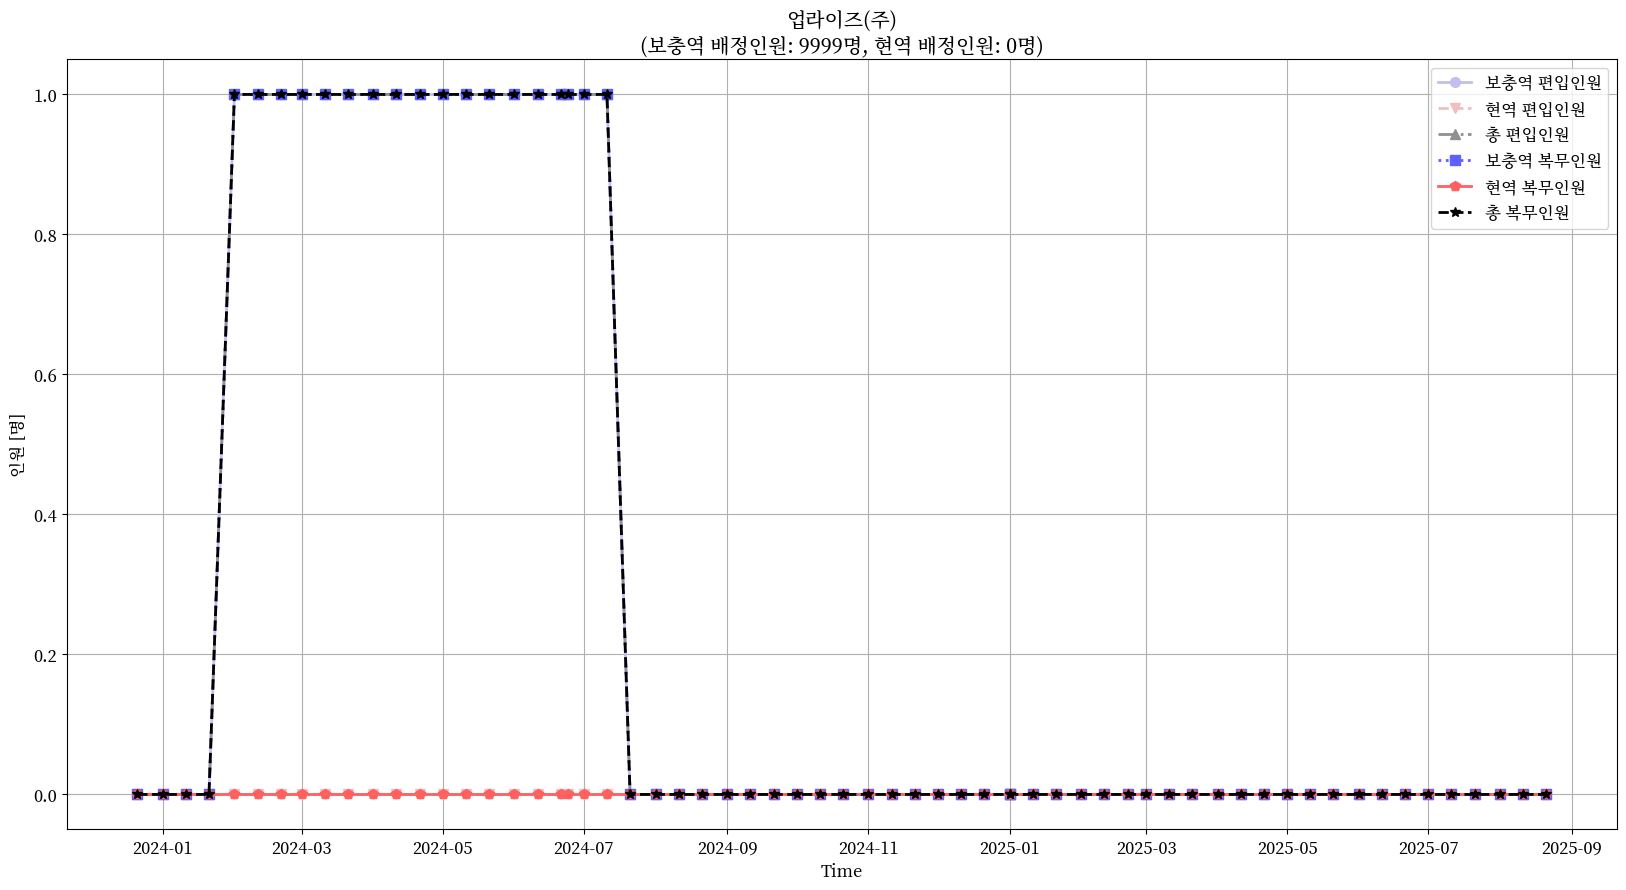 업라이즈(주)
(보충역 배정인원: 9999명, 현역 배정인원: 0명)
보충역 편입인원
현역 편입인원
총 편입인원
보충역 복무인원
현역 복무인원
총 복무인원
인원 [명]
1.0
0.8
0.6
0.4
0.2
0.0
2024-01 2024-03 2024-05 2024-07 2024-09 2024-11 2025-01 2025-03 2025-05 2025-07 2025-09
Time